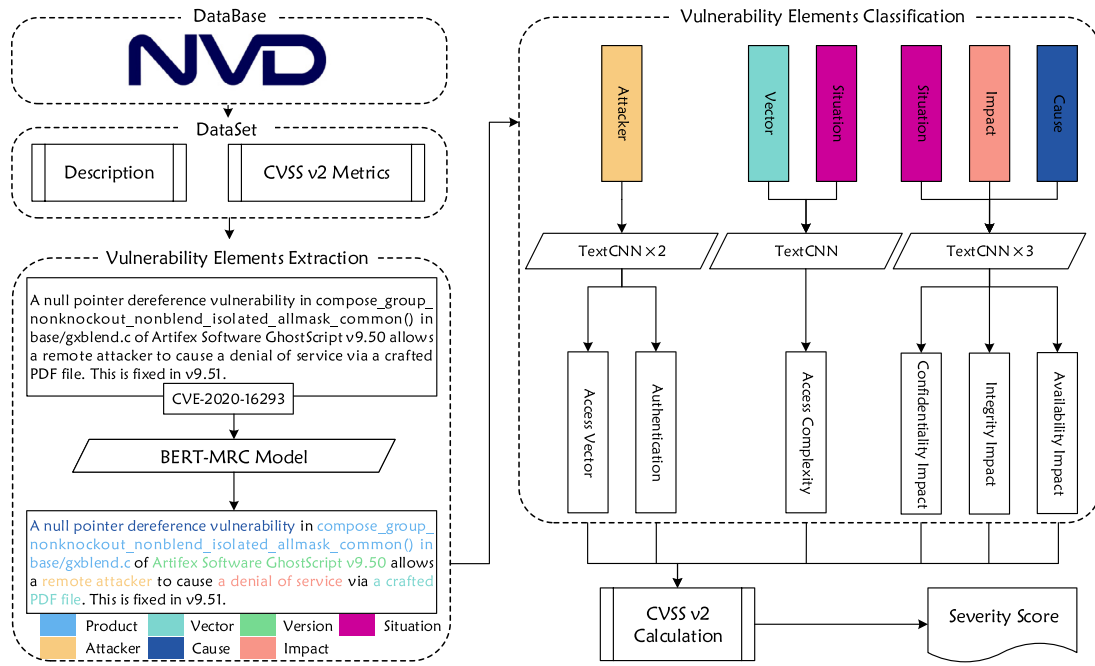 DataBase
NVD
DataSet
Description
CVSS v2 Metrics
Vulnerability Elements Extraction
A null pointer dereference vulnerability in compose_group_
nonknockout_nonblend_isolated_allmask_common() in
base/gxblend.c of Artifex Software GhostScript v9.50 allows
a remote attacker to cause a denial of service via a crafted
PDF file. This is fixed in v9.51.
CVE-2020-16293
BERT-MRC Model
A null pointer dereference vulnerability in compose_group_
nonknockout_nonblend_isolated_allmask_common() in
base/gxblend.c of Artifex Software GhostScript v9.50 allows
a remote attacker to cause a denial of service via a crafted
PDF file. This is fixed in v9.51.
Product
Vector
Version
Situation
Attacker
Cause
Impact
Vulnerability Elements Classification
Attacker
Vector
Situation
Situation
Impact
Cause
TextCNN×2
TextCNN
TextCNN×3
Access Vector
Authentication
Access Complexity
Confidentiality Impact
Integrity Impact
Availability Impact
CVSS v2
Calculation
Severity Score